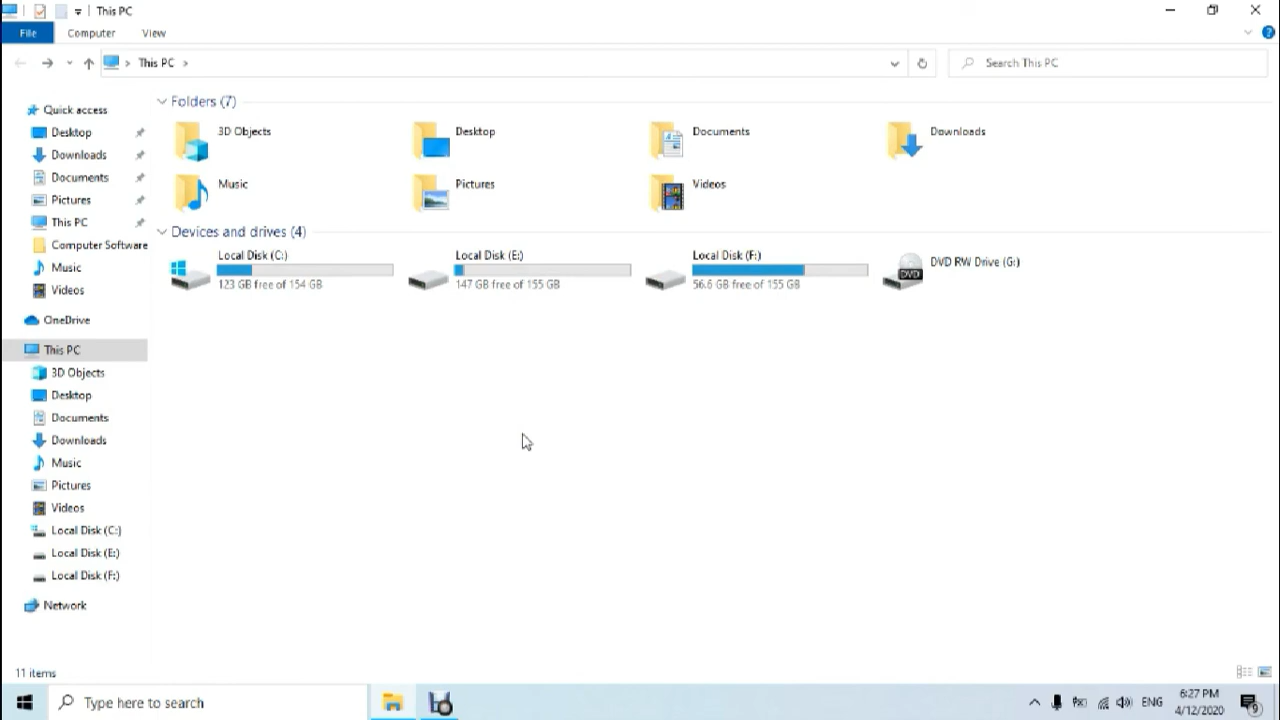 This PC
File Computer View
This PC
Search This PC
Quick access
Desktop
Downloads
Documents
Pictures
This PC
Computer Software
Music
Videos
OneDrive
This PC
3D Objects
Desktop
Documents
Downloads
Music
Pictures
Videos
Local Disk (C:)
Local Disk (E:)
Local Disk (F:)
Network
Folders (7)
3D Objects
Desktop
Documents
Downloads
Music
Pictures
Videos
Devices and drives (4)
Local Disk (C:)
123 GB free of 154 GB
Local Disk (E:)
147 GB free of 155 GB
Local Disk (F:)
56.6 GB free of 155 GB
DVD RW Drive (G:)
DVD
11 items
Type here to search
ENG
6:27 PM
4/12/2020
9